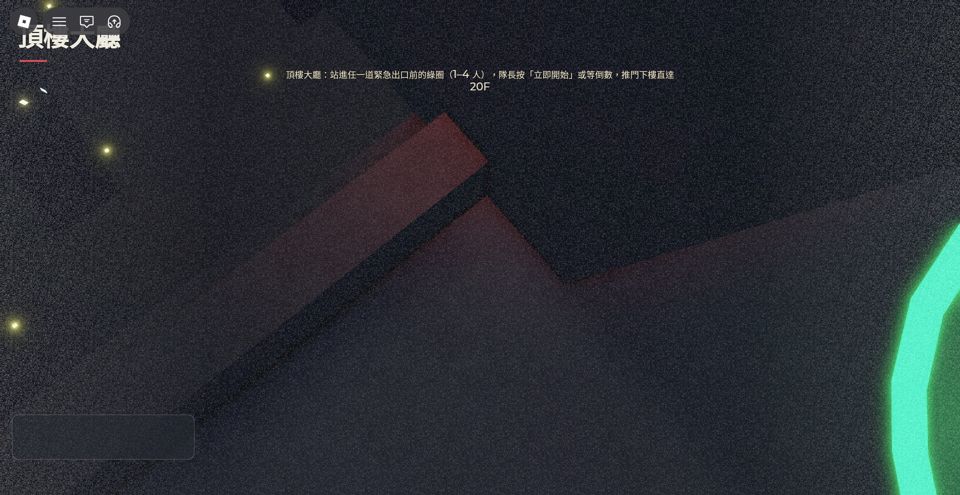 頂樓大廳
頂樓大廳：站進任一道緊急出口前的綠圈（1–4 人），隊長按「立即開始」或等倒數，推門下樓直達
20F